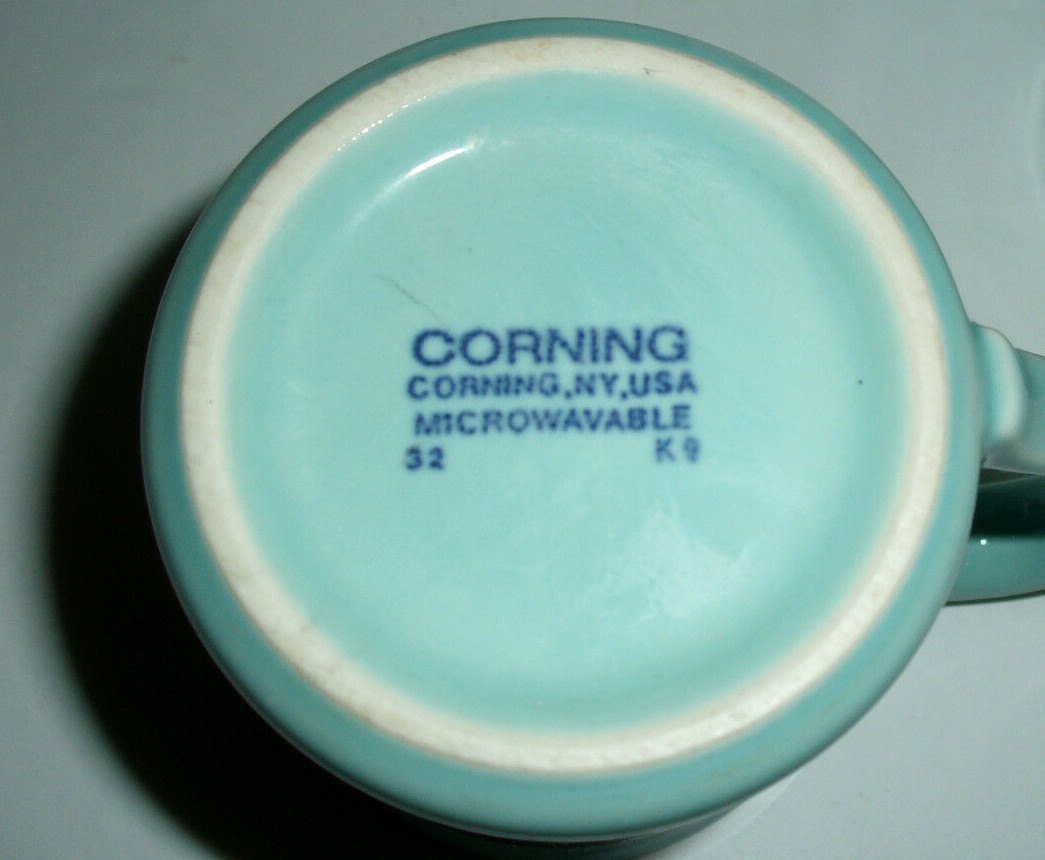 CORNING
CORNING,NY,USA
MICROWAVABLE
32 K9